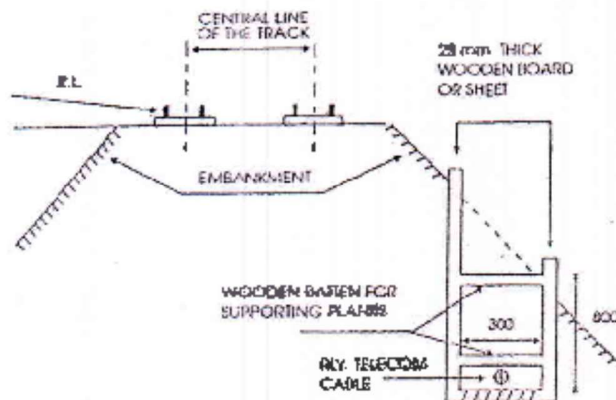 CENTRAL LINE
OF THE TRACK
28 mm THICK
WOODEN BOARD
OR SHEET
R.L.
EMBANKMENT
WOODEN BATTEN FOR
SUPPORTING PLANKS
300
600
RLY. TELECOM
CABLE